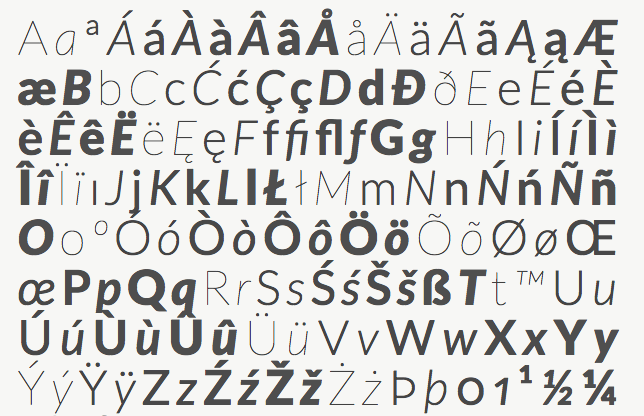 A a ª Á á À à Â â Å å Ä ä Ã ã Ą ą Æ
æ B b C c Ć ć Ç ç D d Đ ð E e É é È
è Ê ê Ë ë Ę ę F f fi fl ƒ G g H h I i Í í Ì ì
Î î Ï ï ı J j K k L l Ł ł M m N n Ń ń Ñ ñ
O o º Ó ó Ò ò Ô ô Ö ö Õ õ Ø ø Œ
œ P p Q q R r S s Ś ś Š š ß T t ™ U u
Ú ú Ù ù Û û Ü ü V v W w X x Y y
Ý ý Ÿ ÿ Z z Ź ź Ž ž Ż ż Þ þ 0 1 ¹ ½ ¼